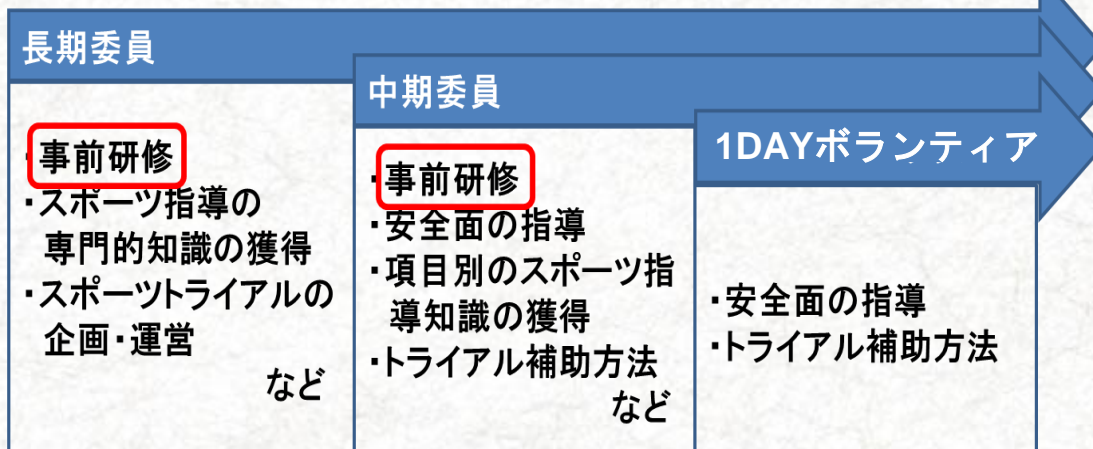 長期委員
・事前研修
・スポーツ指導の
専門的知識の獲得
・スポーツトライアルの
企画・運営
など
中期委員
・事前研修
・安全面の指導
・項目別のスポーツ指
導知識の獲得
・トライアル補助方法
など
1DAYボランティア
・安全面の指導
・トライアル補助方法